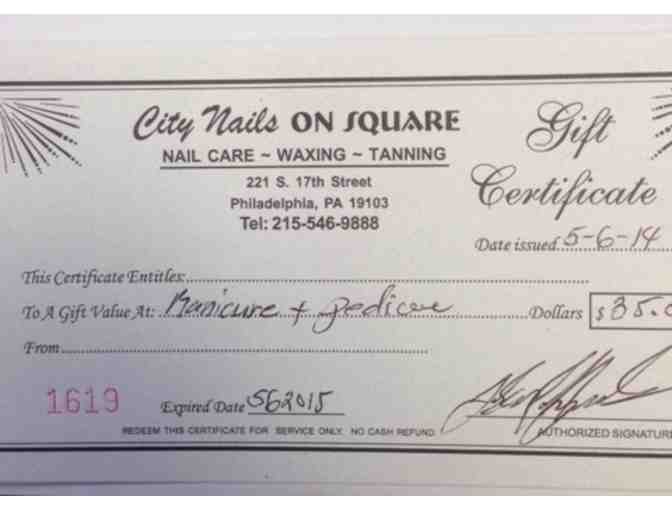 City Nails ON SQUARE
NAIL CARE ~ WAXING ~ TANNING
221 S. 17th Street
Philadelphia, PA 19103
Tel: 215-546-9888
Gift
Certificate
Date issued 5-6-14
This Certificate Entitles:
To A Gift Value At: Manicure + pedicure Dollars $35.0
From
1619
Expired Date 562015
REDEEM THIS CERTIFICATE FOR SERVICE ONLY. NO CASH REFUND.
AUTHORIZED SIGNATURE